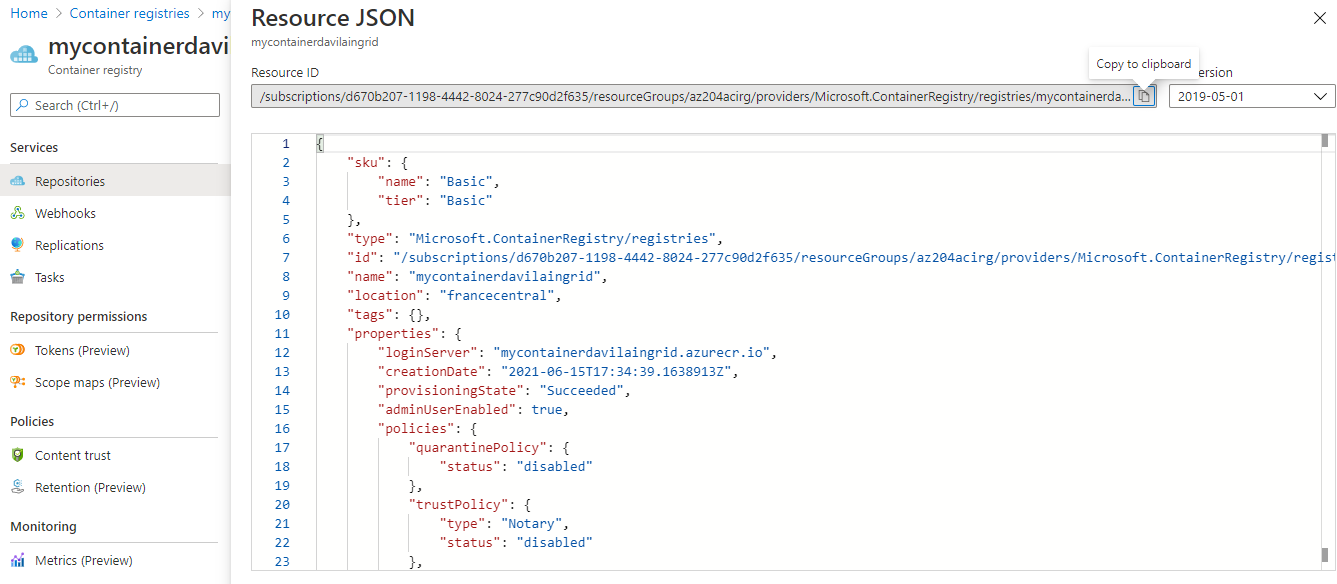 Home > Container registries > my
mycontainerdavi
Container registry
Search (Ctrl+/)
Services
Repositories
Webhooks
Replications
Tasks
Repository permissions
Tokens (Preview)
Scope maps (Preview)
Policies
Content trust
Retention (Preview)
Monitoring
Metrics (Preview)
Resource JSON
mycontainerdavilaingrid
Resource ID
Copy to clipboard
ersion
/subscriptions/d670b207-1198-4442-8024-277c90d2f635/resourceGroups/az204acirg/providers/Microsoft.ContainerRegistry/registries/mycontainerda...
2019-05-01
1 {
2 "sku": {
3 "name": "Basic",
4 "tier": "Basic"
5 },
6 "type": "Microsoft.ContainerRegistry/registries",
7 "id": "/subscriptions/d670b207-1198-4442-8024-277c90d2f635/resourceGroups/az204acirg/providers/Microsoft.ContainerRegistry/regist
8 "name": "mycontainerdavilaingrid",
9 "location": "francecentral",
10 "tags": {},
11 "properties": {
12 "loginServer": "mycontainerdavilaingrid.azurecr.io",
13 "creationDate": "2021-06-15T17:34:39.1638913Z",
14 "provisioningState": "Succeeded",
15 "adminUserEnabled": true,
16 "policies": {
17 "quarantinePolicy": {
18 "status": "disabled"
19 },
20 "trustPolicy": {
21 "type": "Notary",
22 "status": "disabled"
23 },